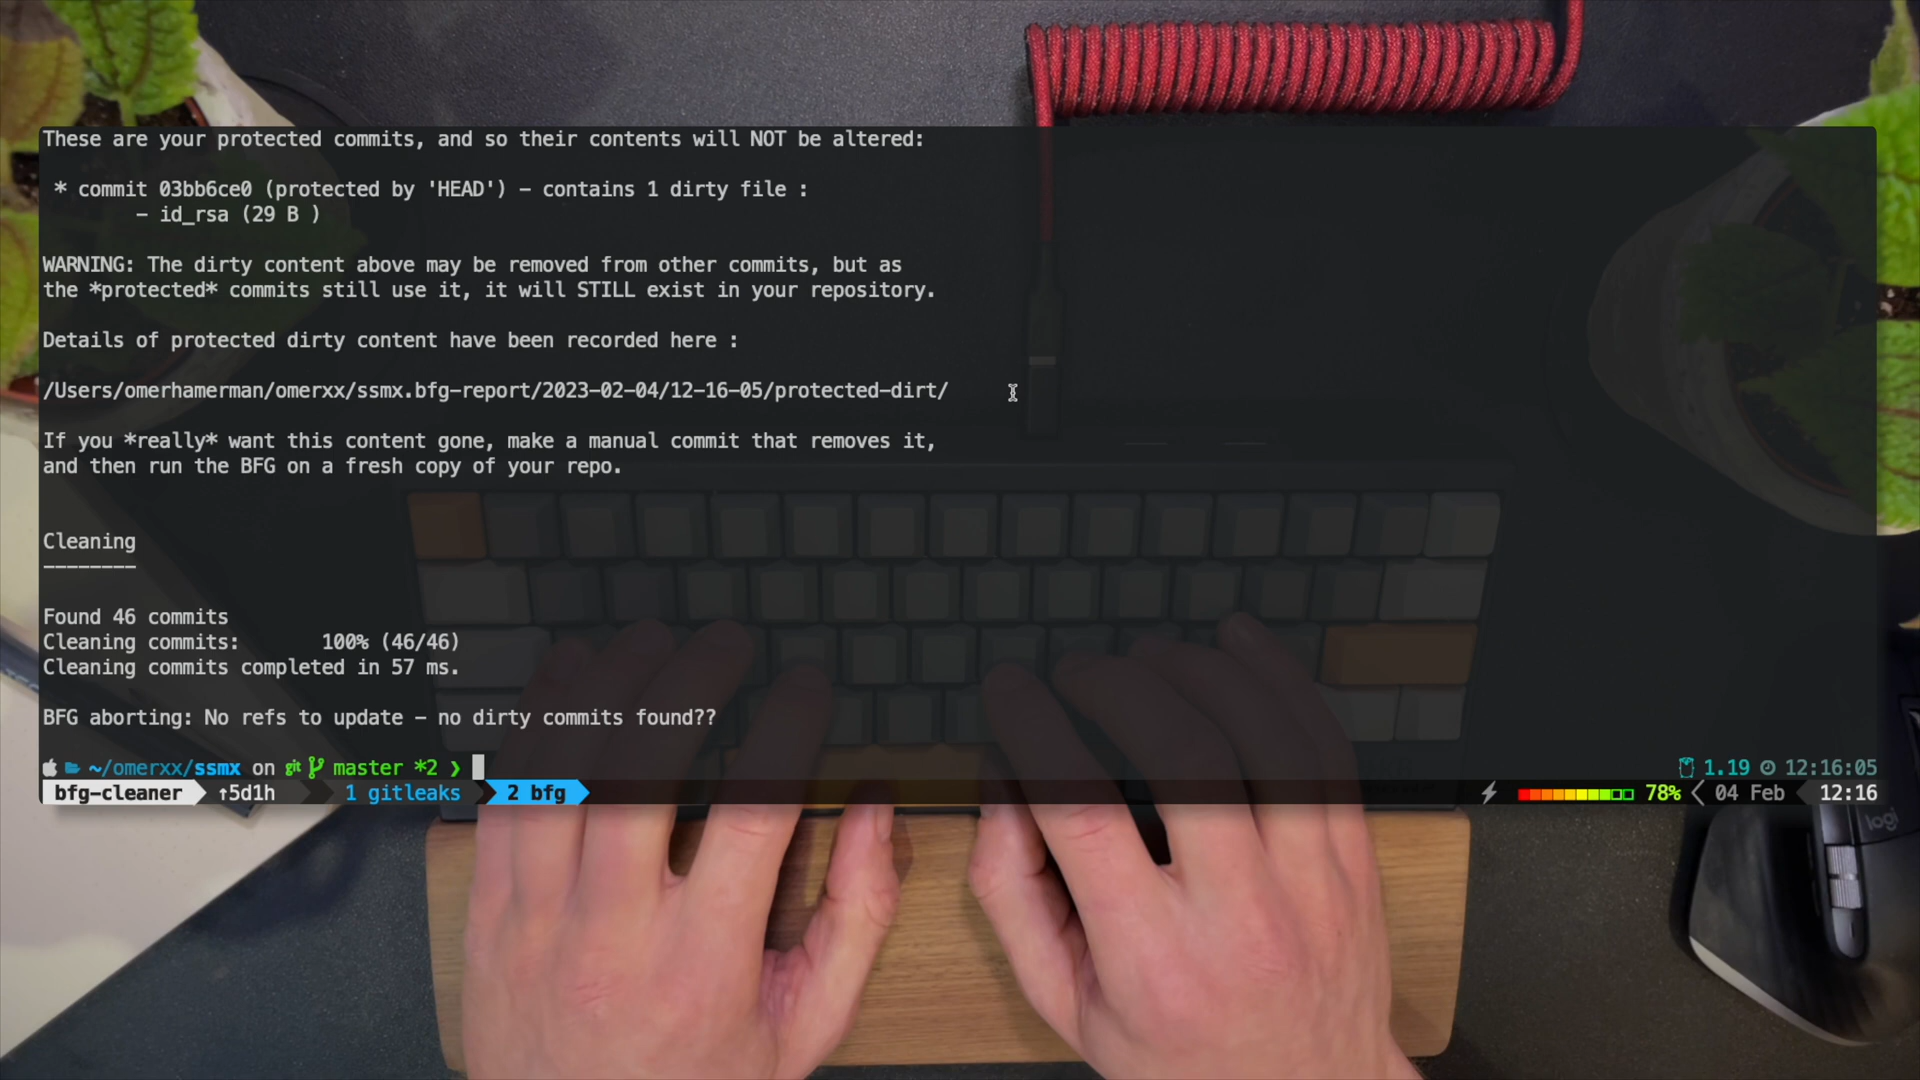 These are your protected commits, and so their contents will NOT be altered:
* commit 03bb6ce0 (protected by 'HEAD') - contains 1 dirty file :
- id_rsa (29 B )
WARNING: The dirty content above may be removed from other commits, but as
the *protected* commits still use it, it will STILL exist in your repository.
Details of protected dirty content have been recorded here :
/Users/omerhamerman/omerxx/ssmx.bfg-report/2023-02-04/12-16-05/protected-dirt/
If you *really* want this content gone, make a manual commit that removes it,
and then run the BFG on a fresh copy of your repo.
Cleaning
--------
Found 46 commits
Cleaning commits:       100% (46/46)
Cleaning commits completed in 57 ms.
BFG aborting: No refs to update - no dirty commits found??
~/omerxx/ssmx on git master *2 ❯ 1.19 12:16:05
bfg-cleaner ↑5d1h 1 gitleaks 2 bfg 78% 04 Feb 12:16
logi